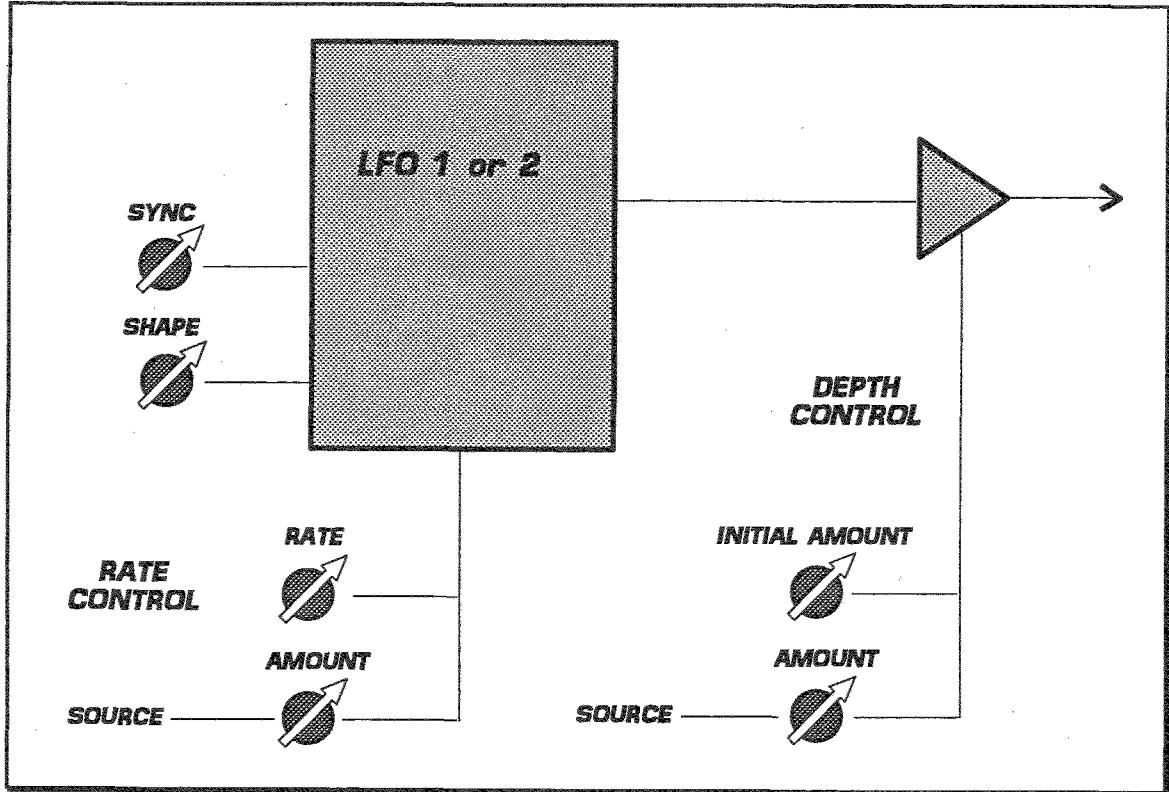 LFO 1 or 2
SYNC
SHAPE
DEPTH
CONTROL
RATE
INITIAL AMOUNT
RATE
CONTROL
AMOUNT
AMOUNT
SOURCE
SOURCE